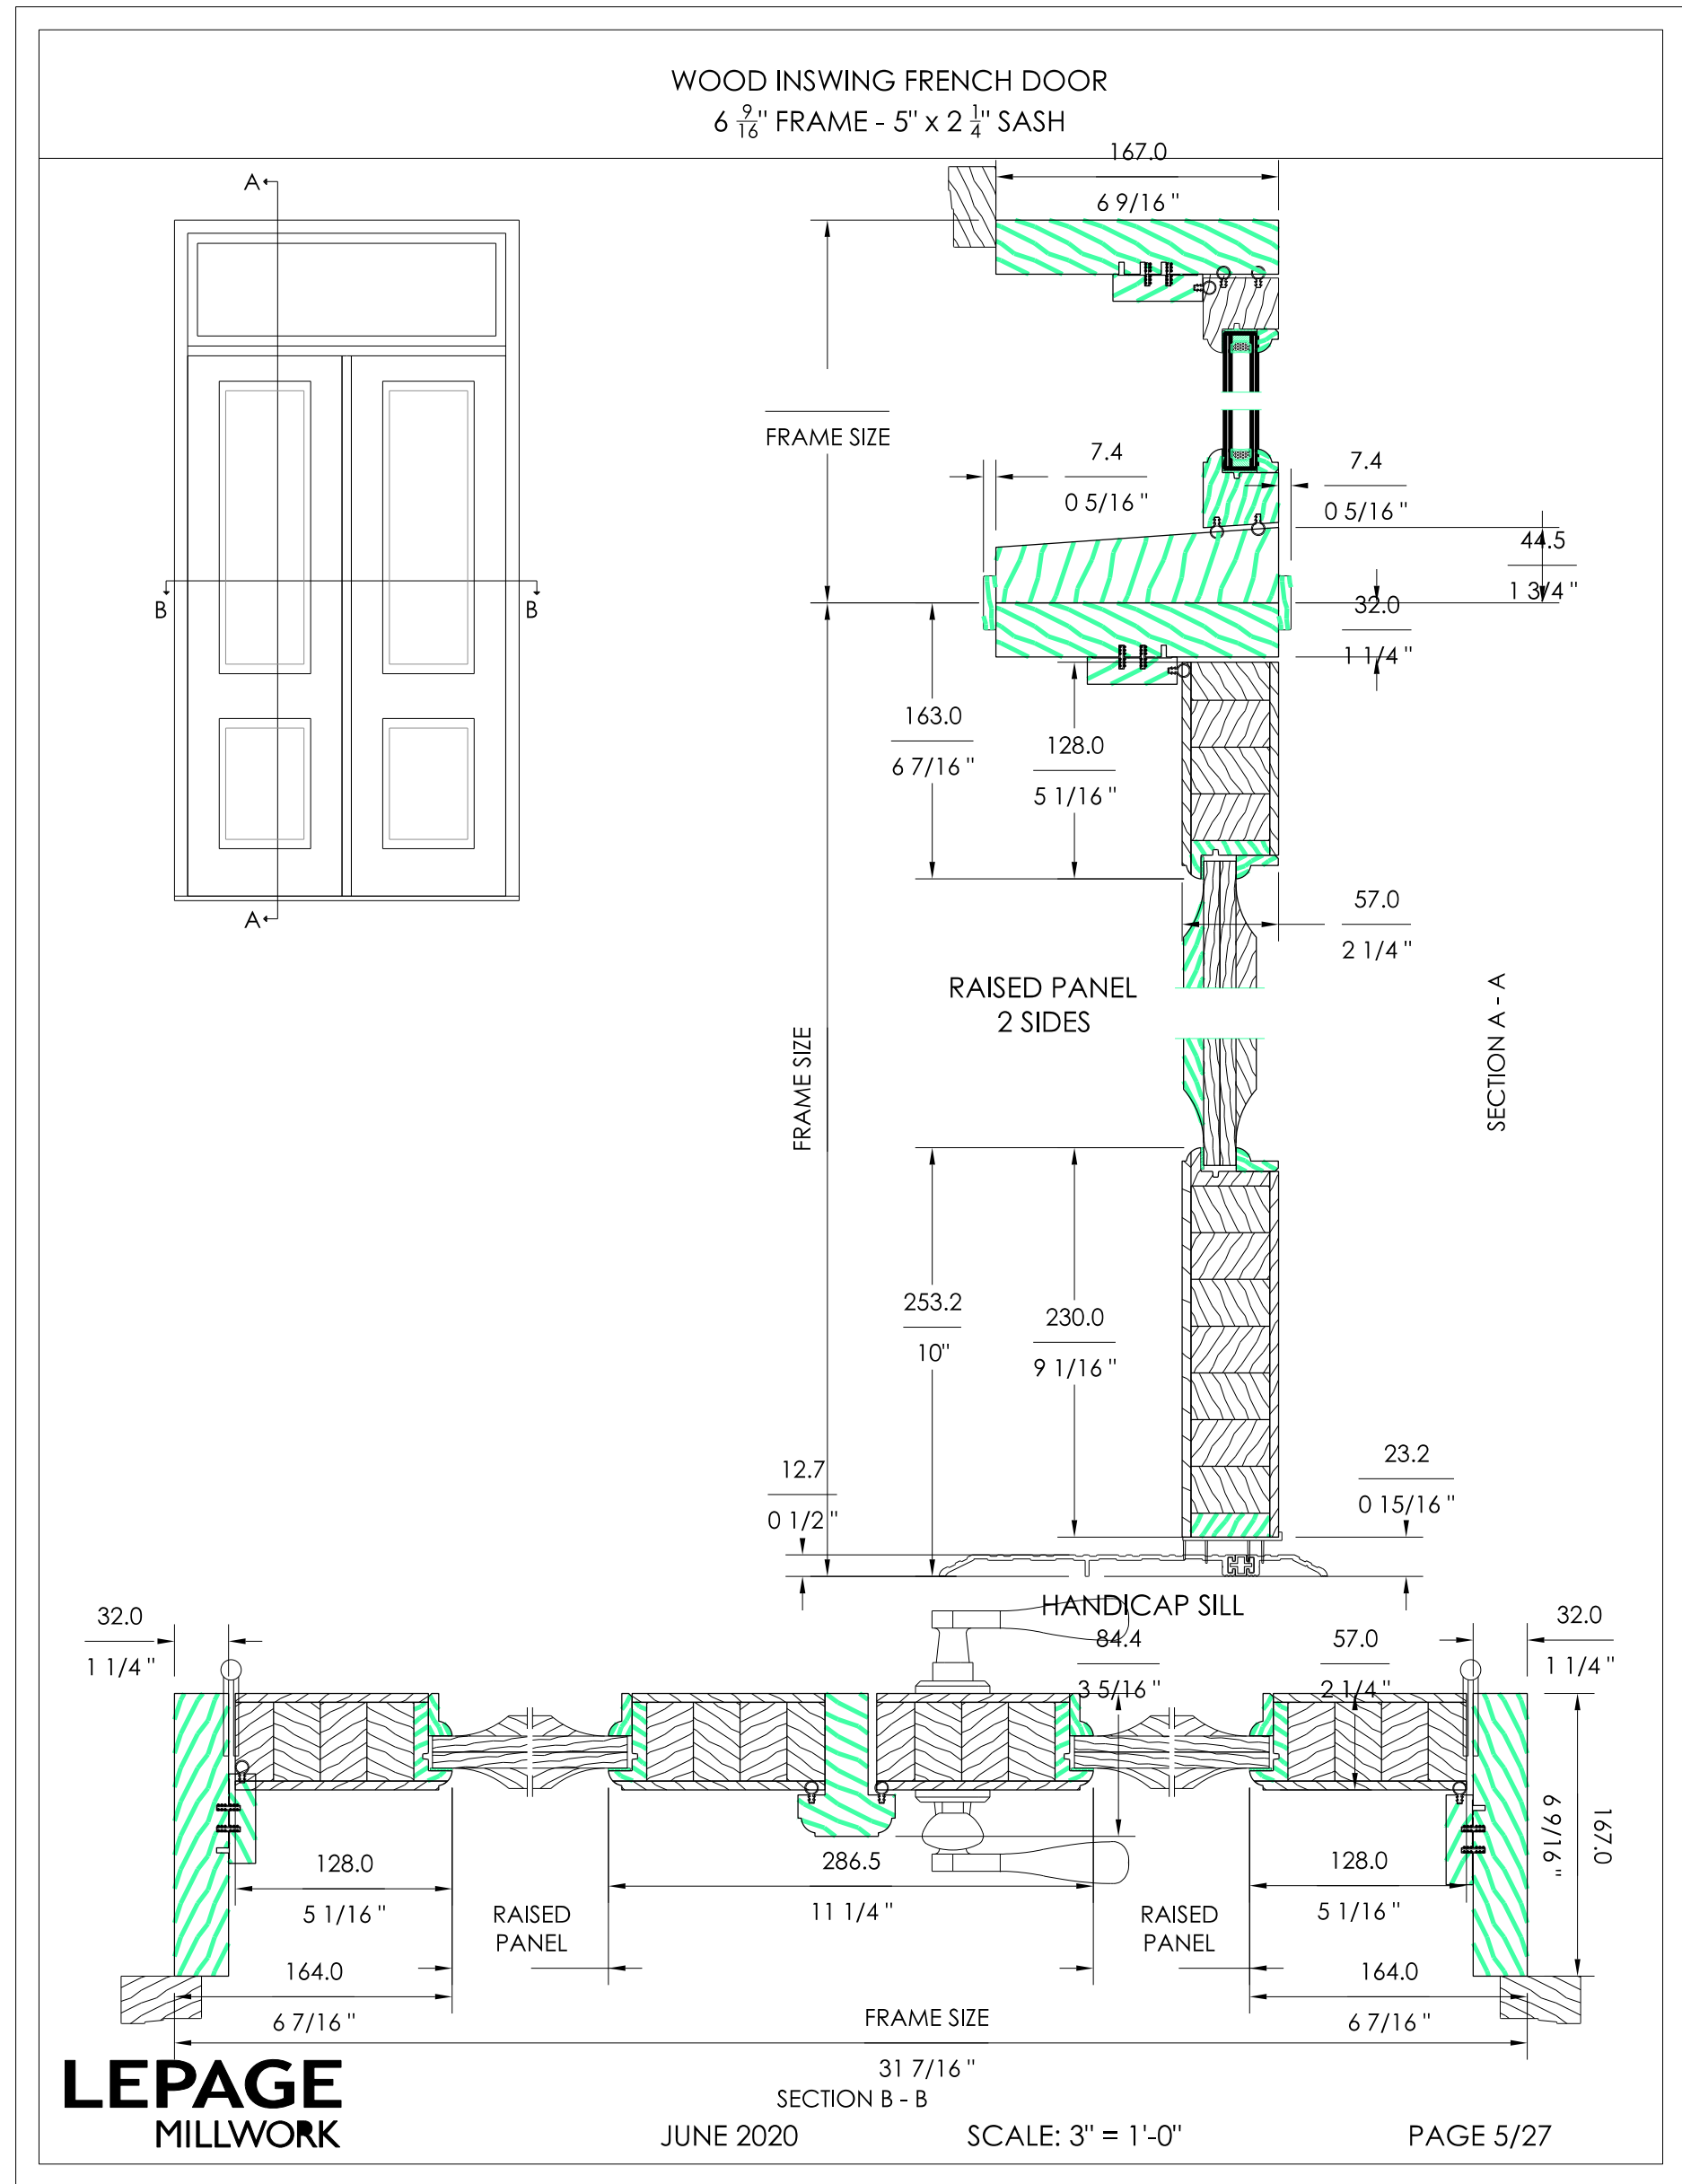 WOOD INSWING FRENCH DOOR
6 9/16" FRAME - 5" x 2 1/4" SASH
167.0
6 9/16 "
A
A
B
B
FRAME SIZE
7.4
0 5/16 "
7.4
0 5/16 "
44.5
1 3/4 "
32.0
1 1/4 "
163.0
6 7/16 "
128.0
5 1/16 "
57.0
2 1/4 "
RAISED PANEL
2 SIDES
FRAME SIZE
SECTION A - A
253.2
10"
230.0
9 1/16 "
12.7
0 1/2 "
23.2
0 15/16 "
HANDICAP SILL
32.0
1 1/4 "
84.4
3 5/16 "
57.0
2 1/4 "
32.0
1 1/4 "
167.0
6 9/16 "
128.0
5 1/16 "
RAISED
PANEL
286.5
11 1/4 "
RAISED
PANEL
128.0
5 1/16 "
164.0
6 7/16 "
164.0
6 7/16 "
FRAME SIZE
31 7/16 "
SECTION B - B
LEPAGE
MILLWORK
JUNE 2020
SCALE: 3" = 1'-0"
PAGE 5/27